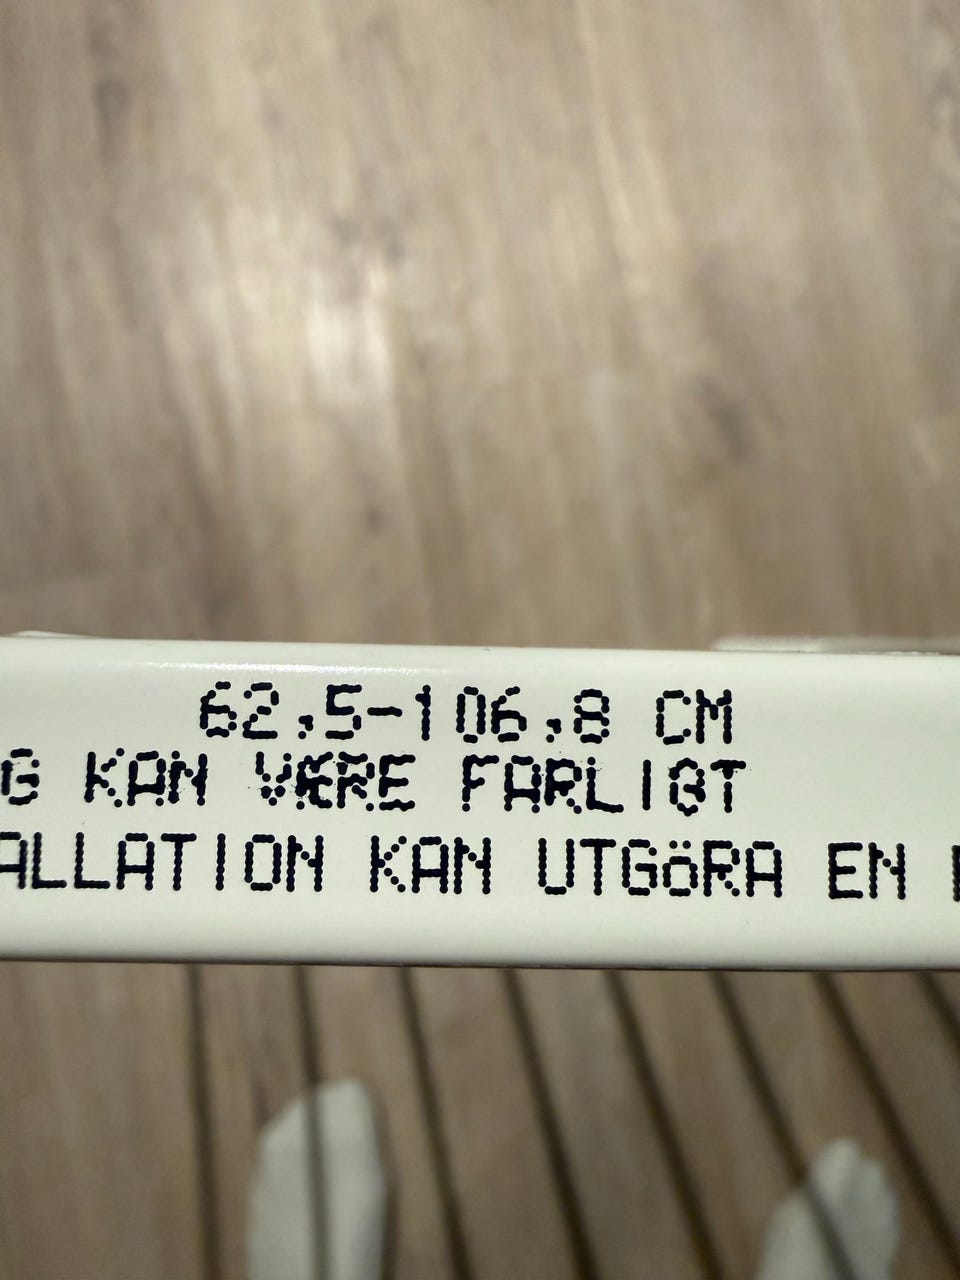 62,5-106,8 CM
G KAN VÆRE FARLIGT
ALLATION KAN UTGöRA EN